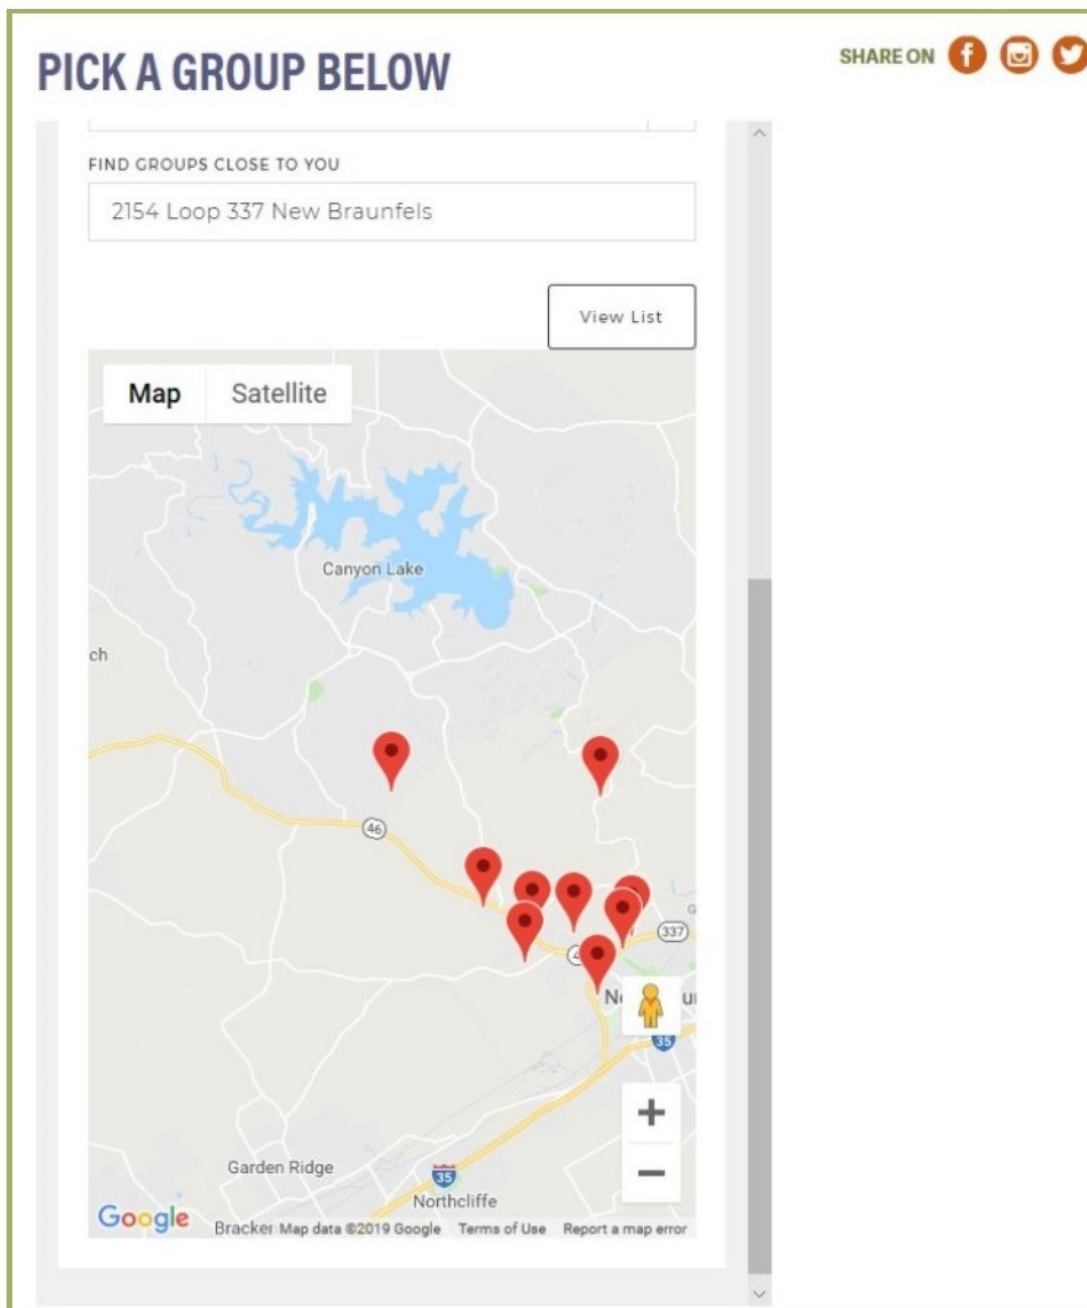 PICK A GROUP BELOW
SHARE ON
FIND GROUPS CLOSE TO YOU
2154 Loop 337 New Braunfels
View List
Map Satellite
Canyon Lake
ch
46
337
35
Garden Ridge
35
Northcliffe
Google
Map data ©2019 Google Terms of Use Report a map error